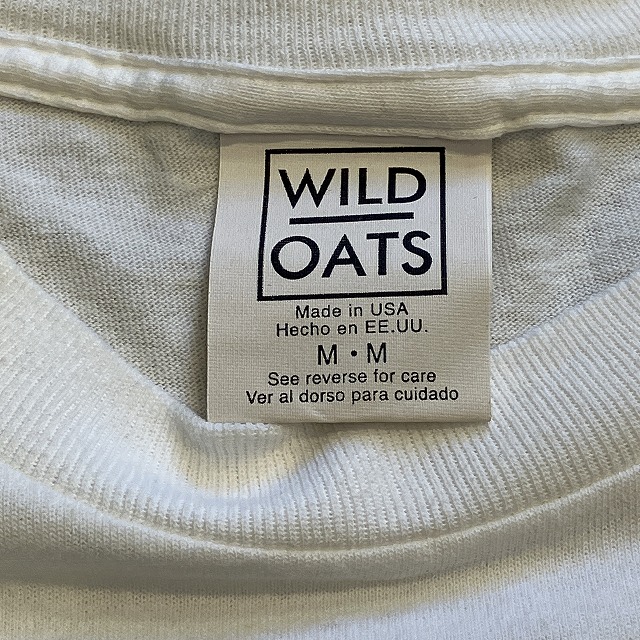 WILD
OATS
Made in USA
Hecho en EE.UU.
M • M
See reverse for care
Ver al dorso para cuidado